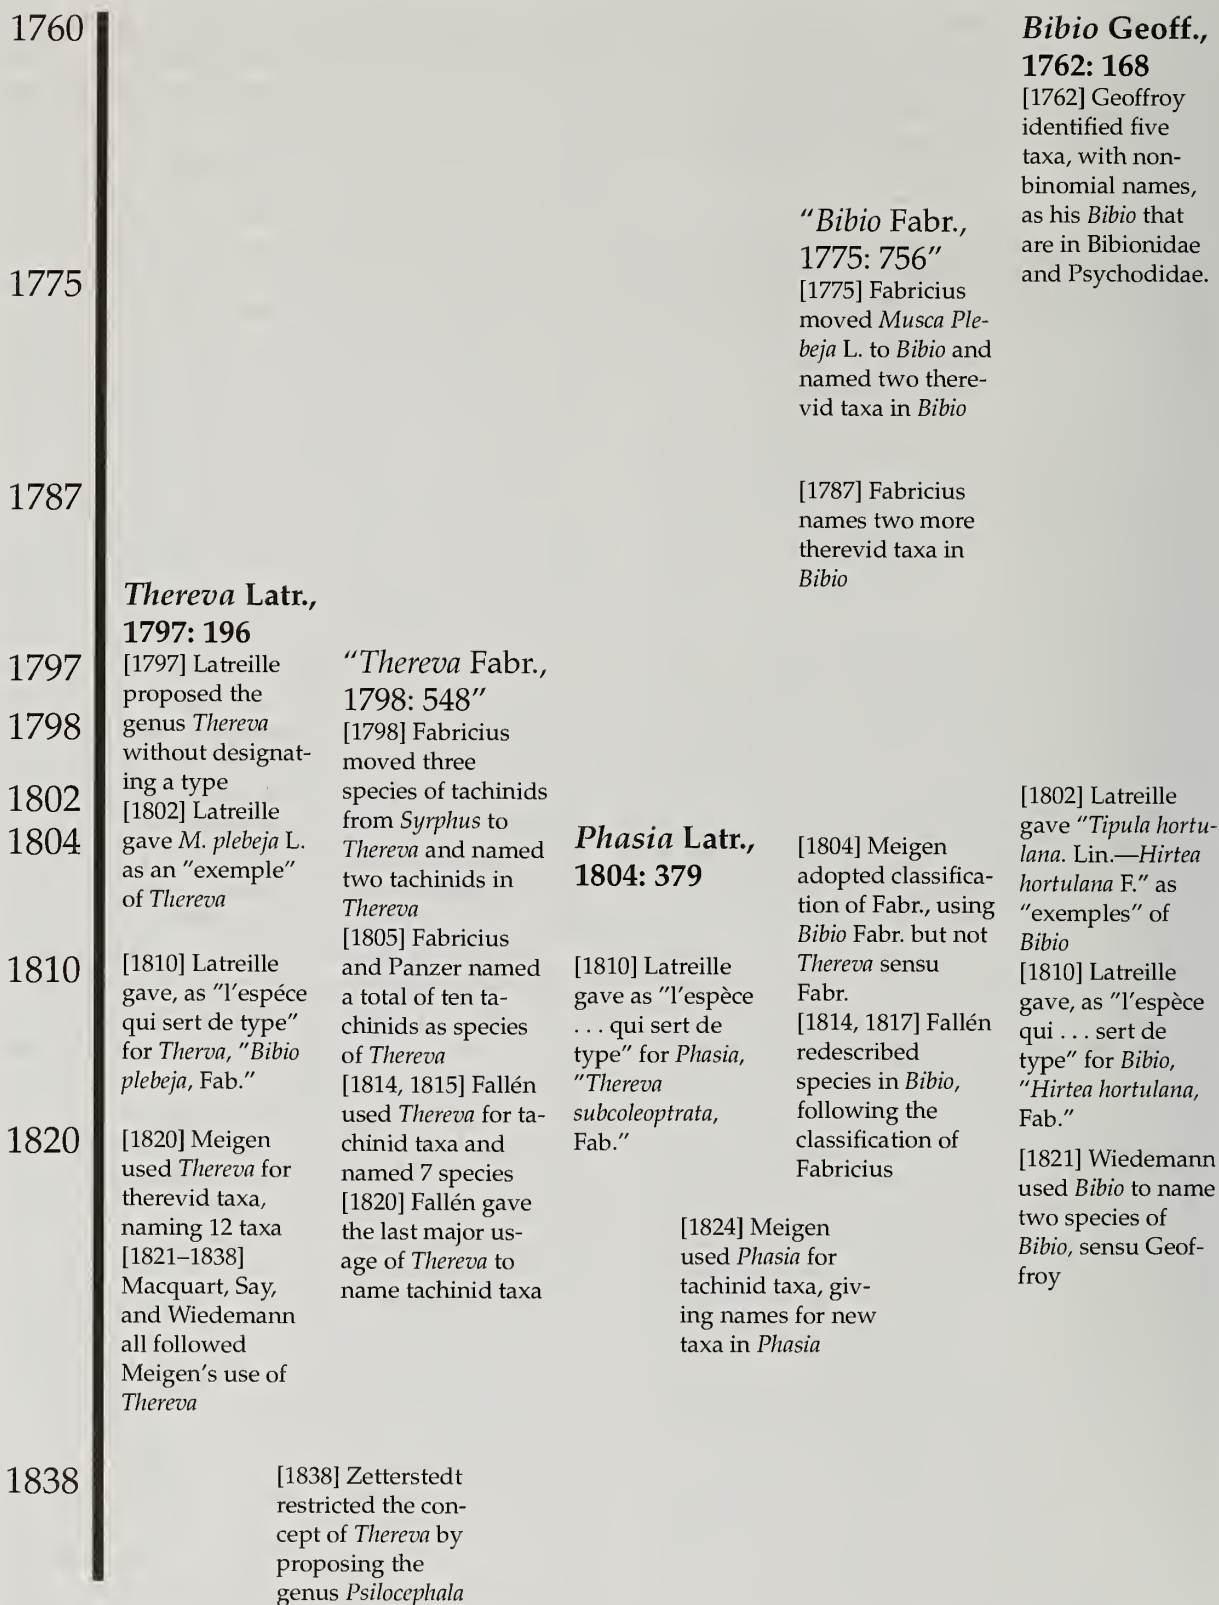 1760
1775
1787
1797
1798
1802
1804
1810
1820
1838
Thereva Latr.,
1797: 196
[1797] Latreille
proposed the
genus Thereva
without designat-
ing a type
[1802] Latreille
gave M. plebeja L.
as an "exemple"
of Thereva
[1810] Latreille
gave, as "l'espéce
qui sert de type"
for Therva, "Bibio
plebeja, Fab."
[1820] Meigen
used Thereva for
therevid taxa,
naming 12 taxa
[1821–1838]
Macquart, Say,
and Wiedemann
all followed
Meigen's use of
Thereva
"Thereva Fabr.,
1798: 548"
[1798] Fabricius
moved three
species of tachinids
from Syrphus to
Thereva and named
two tachinids in
Thereva
[1805] Fabricius
and Panzer named
a total of ten ta-
chinids as species
of Thereva
[1814, 1815] Fallén
used Thereva for ta-
chinid taxa and
named 7 species
[1820] Fallén gave
the last major us-
age of Thereva to
name tachinid taxa
[1838] Zetterstedt
restricted the con-
cept of Thereva by
proposing the
genus Psilocephala
Phasia Latr.,
1804: 379
[1810] Latreille
gave as "l'espèce
. . . qui sert de
type" for Phasia,
"Thereva
subcoleoptrata,
Fab."
[1824] Meigen
used Phasia for
tachinid taxa, giv-
ing names for new
taxa in Phasia
"Bibio Fabr.,
1775: 756"
[1775] Fabricius
moved Musca Ple-
beja L. to Bibio and
named two there-
vid taxa in Bibio
[1787] Fabricius
names two more
therevid taxa in
Bibio
[1804] Meigen
adopted classifica-
tion of Fabr., using
Bibio Fabr. but not
Thereva sensu
Fabr.
[1814, 1817] Fallén
redescribed
species in Bibio,
following the
classification of
Fabricius
Bibio Geoff.,
1762: 168
[1762] Geoffroy
identified five
taxa, with non-
binomial names,
as his Bibio that
are in Bibionidae
and Psychodidae.
[1802] Latreille
gave "Tipula hortu-
lana. Lin.—Hirtea
hortulana F." as
"exemples" of
Bibio
[1810] Latreille
gave, as "l'espèce
qui . . . sert de
type" for Bibio,
"Hirtea hortulana,
Fab."
[1821] Wiedemann
used Bibio to name
two species of
Bibio, sensu Geof-
froy